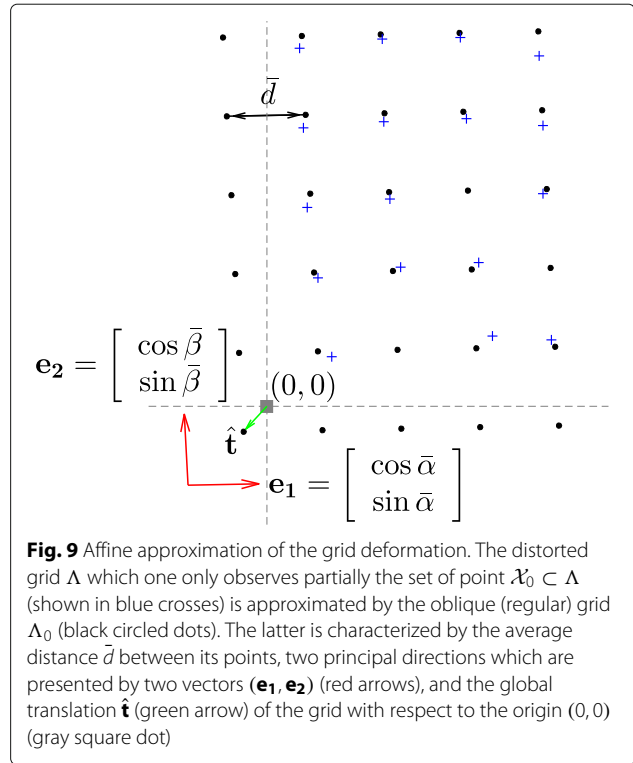 d̄
e₂ = [ cos β̄
sin β̄ ]
(0, 0)
t̂
e₁ = [ cos ᾱ
sin ᾱ ]
Fig. 9 Affine approximation of the grid deformation. The distorted
grid Λ which one only observes partially the set of point 𝒳₀ ⊂ Λ
(shown in blue crosses) is approximated by the oblique (regular) grid
Λ₀ (black circled dots). The latter is characterized by the average
distance d̄ between its points, two principal directions which are
presented by two vectors (e₁, e₂) (red arrows), and the global
translation t̂ (green arrow) of the grid with respect to the origin (0, 0)
(gray square dot)